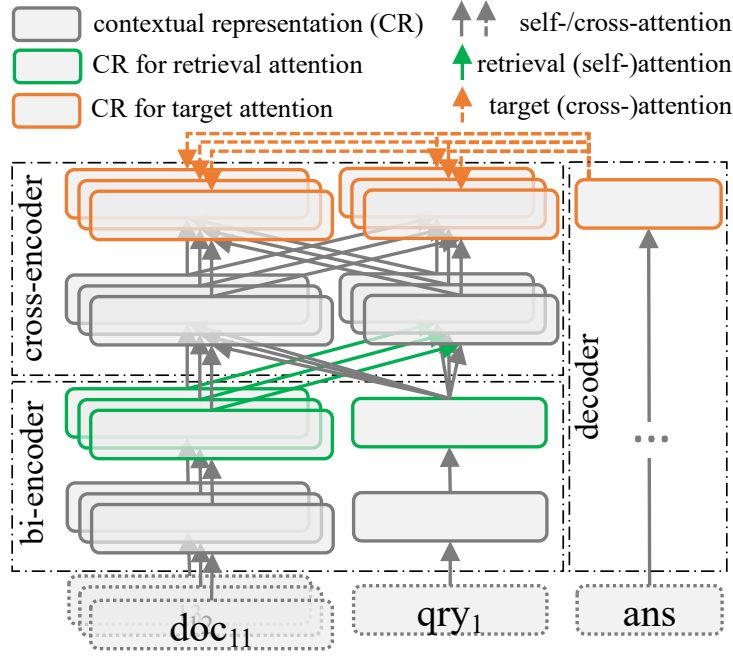 contextual representation (CR)
self-/cross-attention
CR for retrieval attention
retrieval (self-)attention
CR for target attention
target (cross-)attention
cross-encoder
bi-encoder
decoder
...
doc₁₁
qry₁
ans